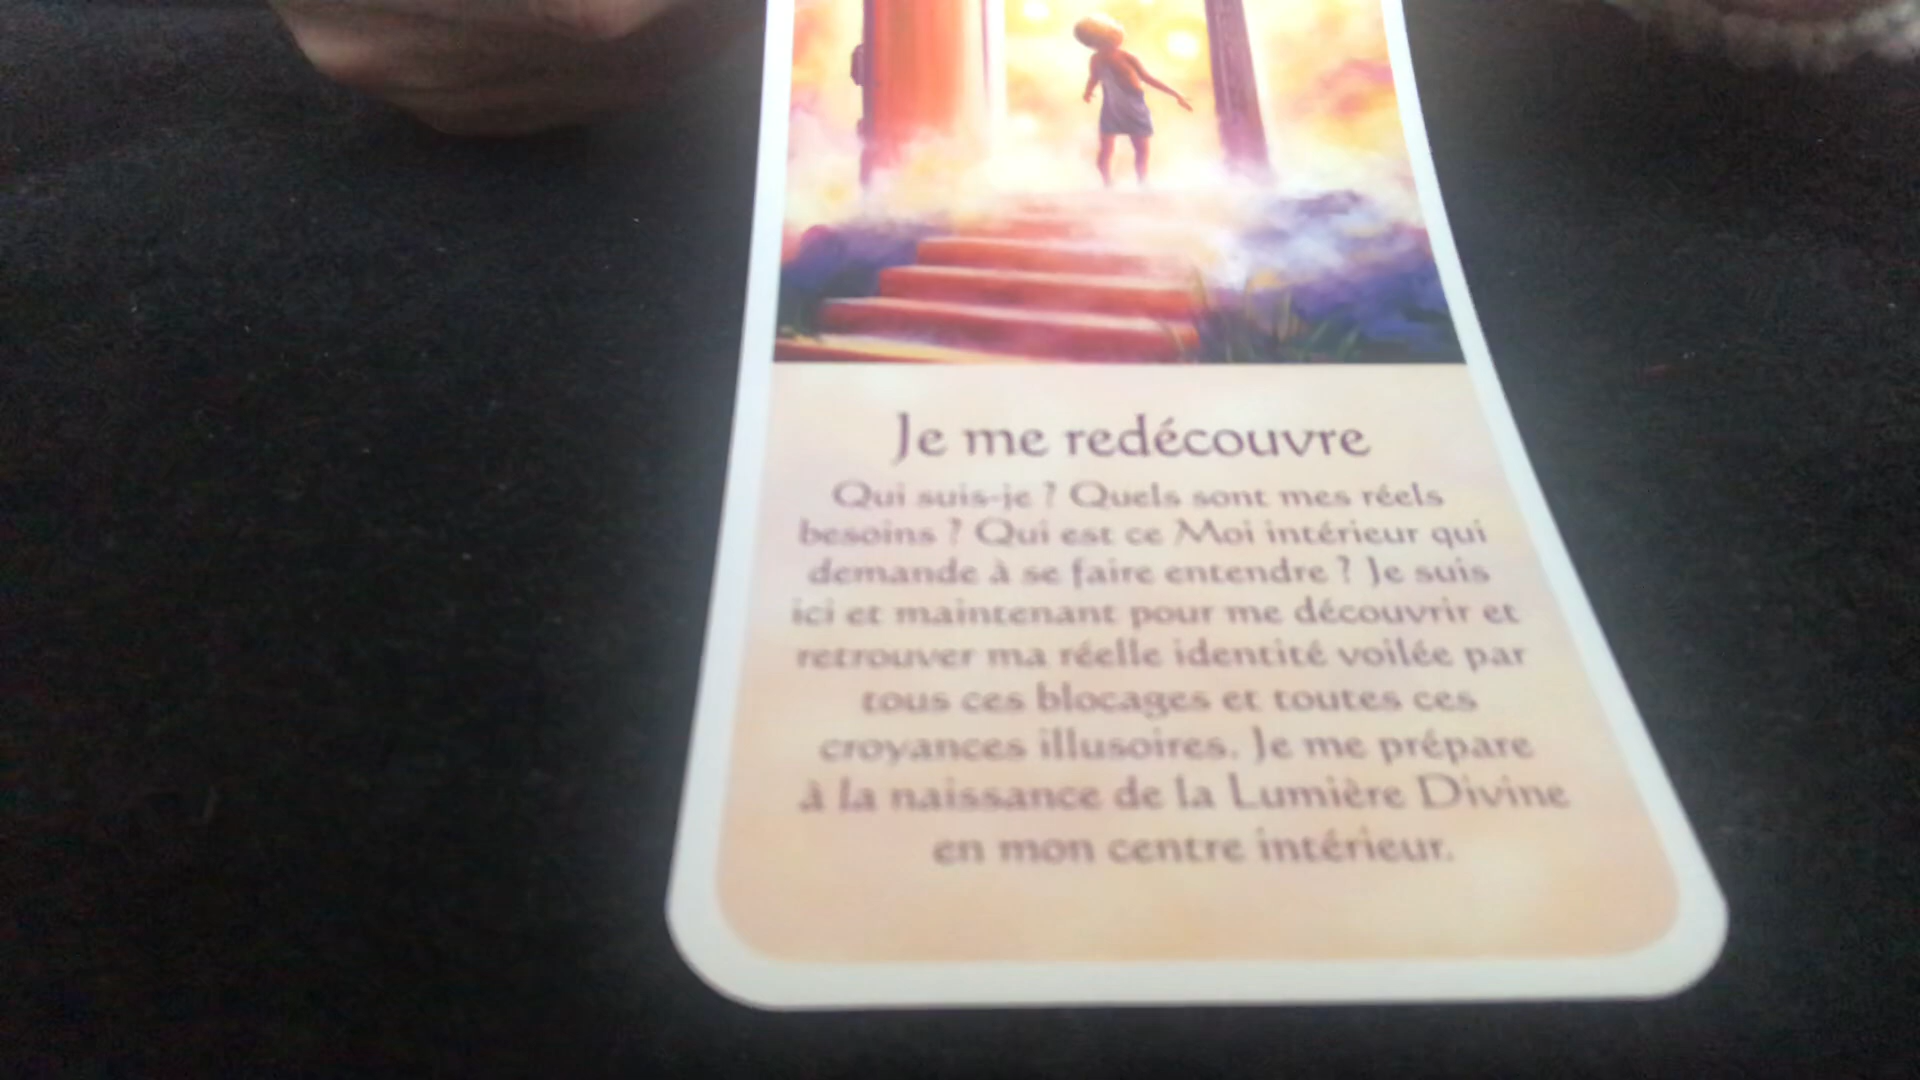 Je me redécouvre
Qui suis-je ? Quels sont mes réels
besoins ? Qui est ce Moi intérieur qui
demande à se faire entendre ? Je suis
ici et maintenant pour me découvrir et
retrouver ma réelle identité voilée par
tous ces blocages et toutes ces
croyances illusoires. Je me prépare
à la naissance de la Lumière Divine
en mon centre intérieur.